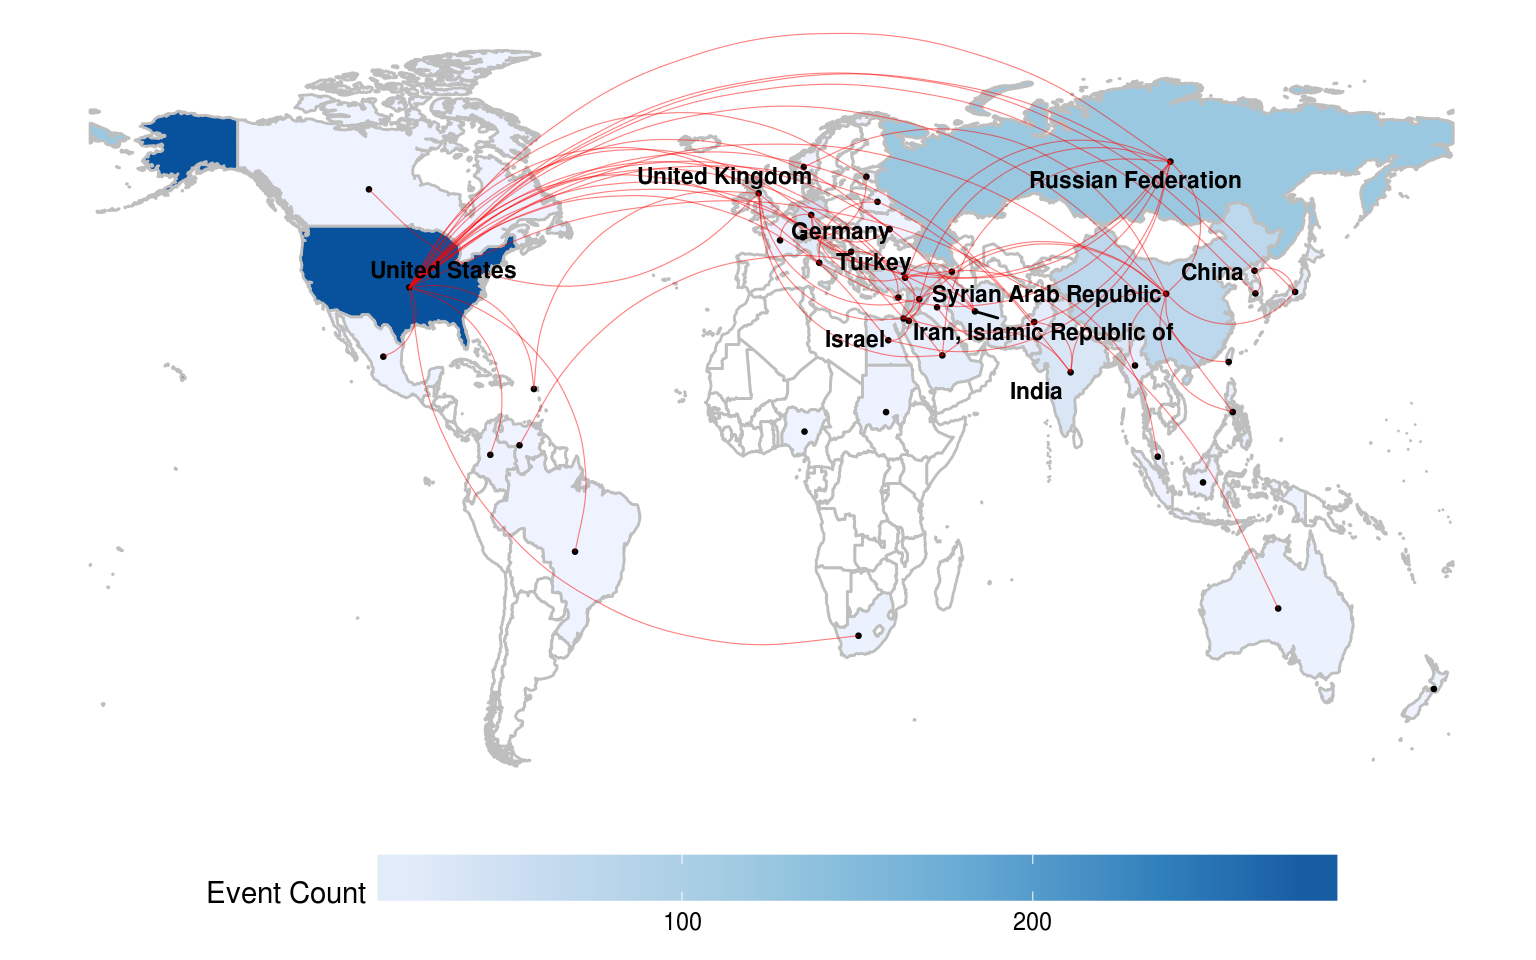 United Kingdom
Russian Federation
Germany
Turkey
United States
China
Syrian Arab Republic
Iran, Islamic Republic of
Israel
India
Event Count
100
200